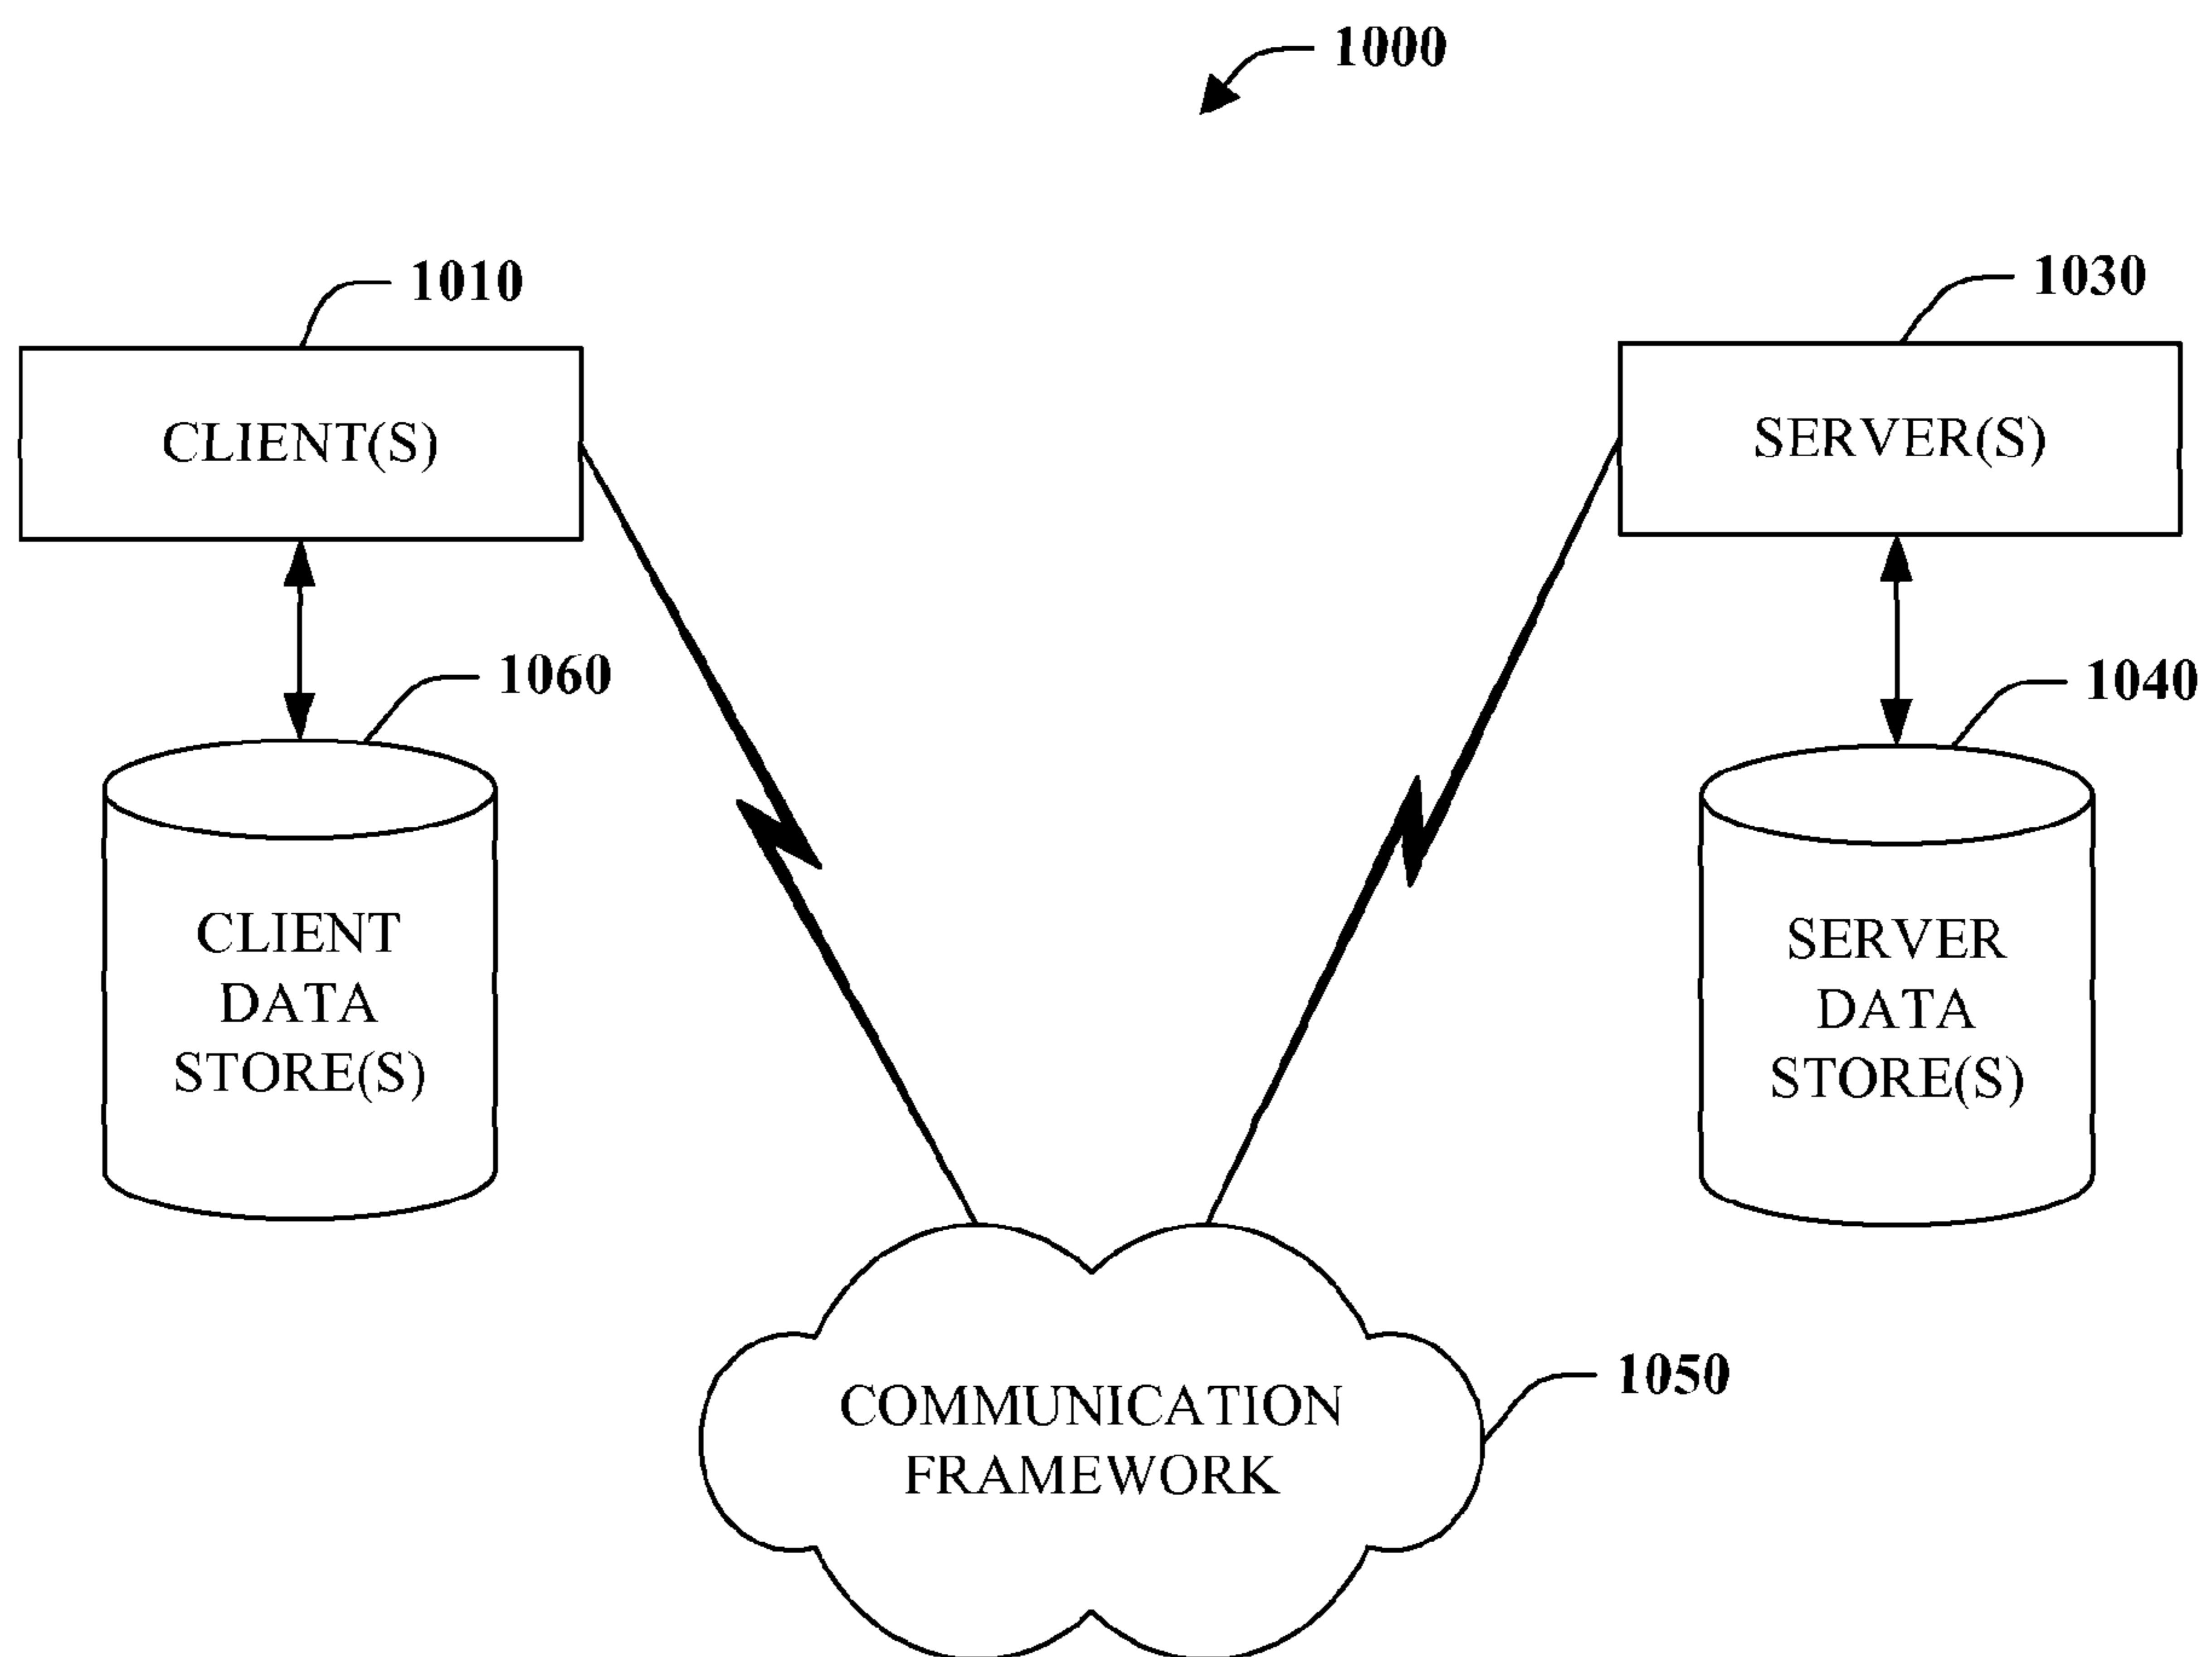 1000
1010
1030
CLIENT(S)
SERVER(S)
1060
1040
CLIENT
DATA
STORE(S)
SERVER
DATA
STORE(S)
1050
COMMUNICATION
FRAMEWORK